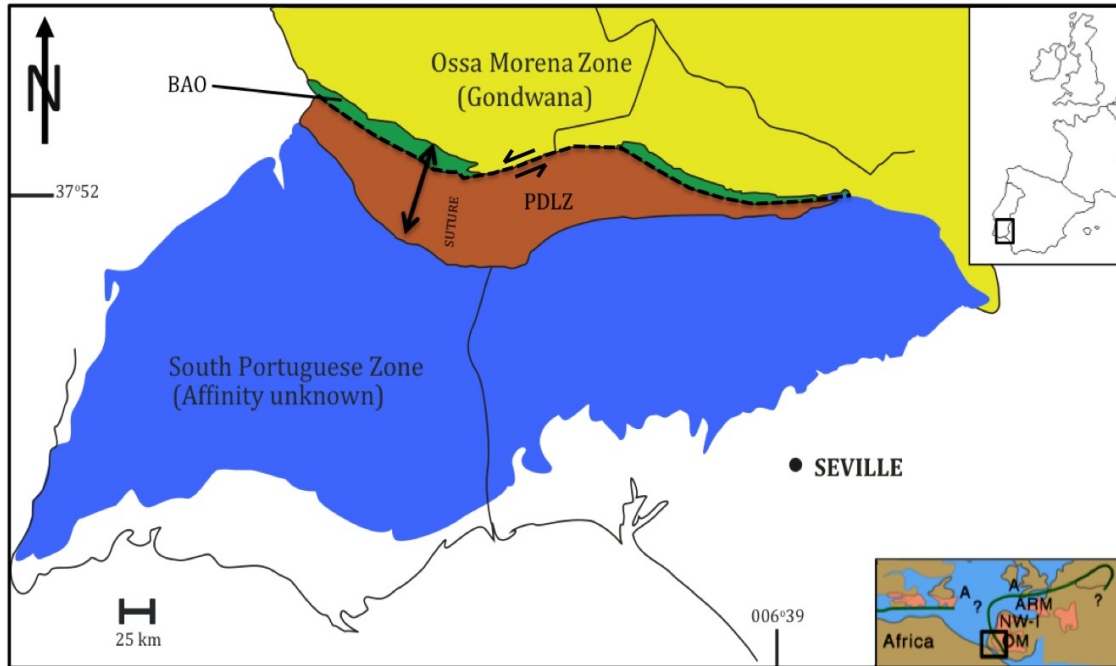 N
Ossa Morena Zone
(Gondwana)
BAO
37°52
PDLZ
SUTURE
South Portuguese Zone
(Affinity unknown)
SEVILLE
25 km
006°39
A
A
?
ARM
?
NW-I
Africa
OM